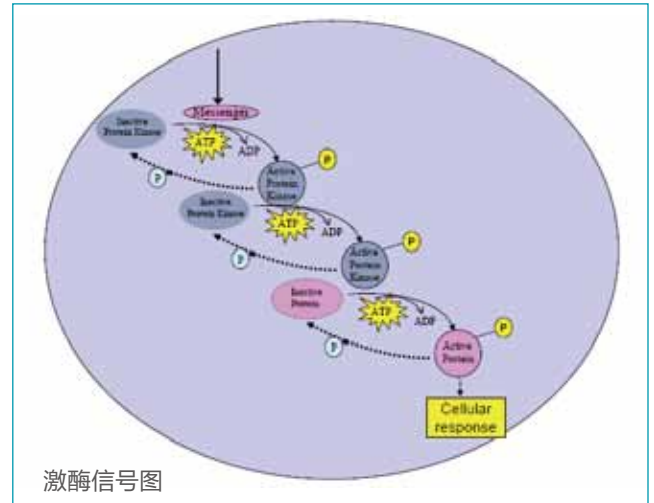 Messenger
Inactive
Protein Kinase
ATP
ADP
P
P
Active
Protein
Kinase
Inactive
Protein Kinase
ATP
ADP
P
P
Active
Protein
Kinase
Inactive
Protein
ATP
ADP
P
P
Active
Protein
Cellular
response
激酶信号图